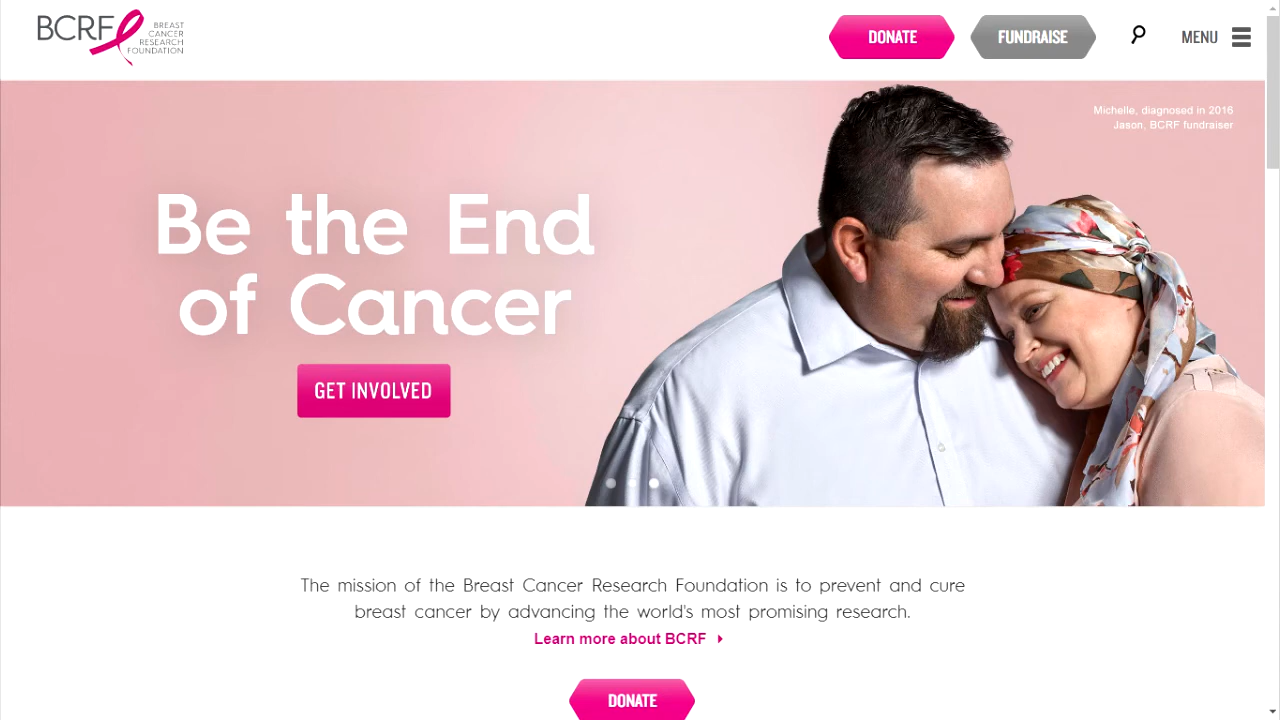 BCRF
BREAST
CANCER
RESEARCH
FOUNDATION
DONATE
FUNDRAISE
MENU
Michelle, diagnosed in 2016
Jason, BCRF fundraiser
Be the End
of Cancer
GET INVOLVED
The mission of the Breast Cancer Research Foundation is to prevent and cure
breast cancer by advancing the world's most promising research.
Learn more about BCRF
DONATE